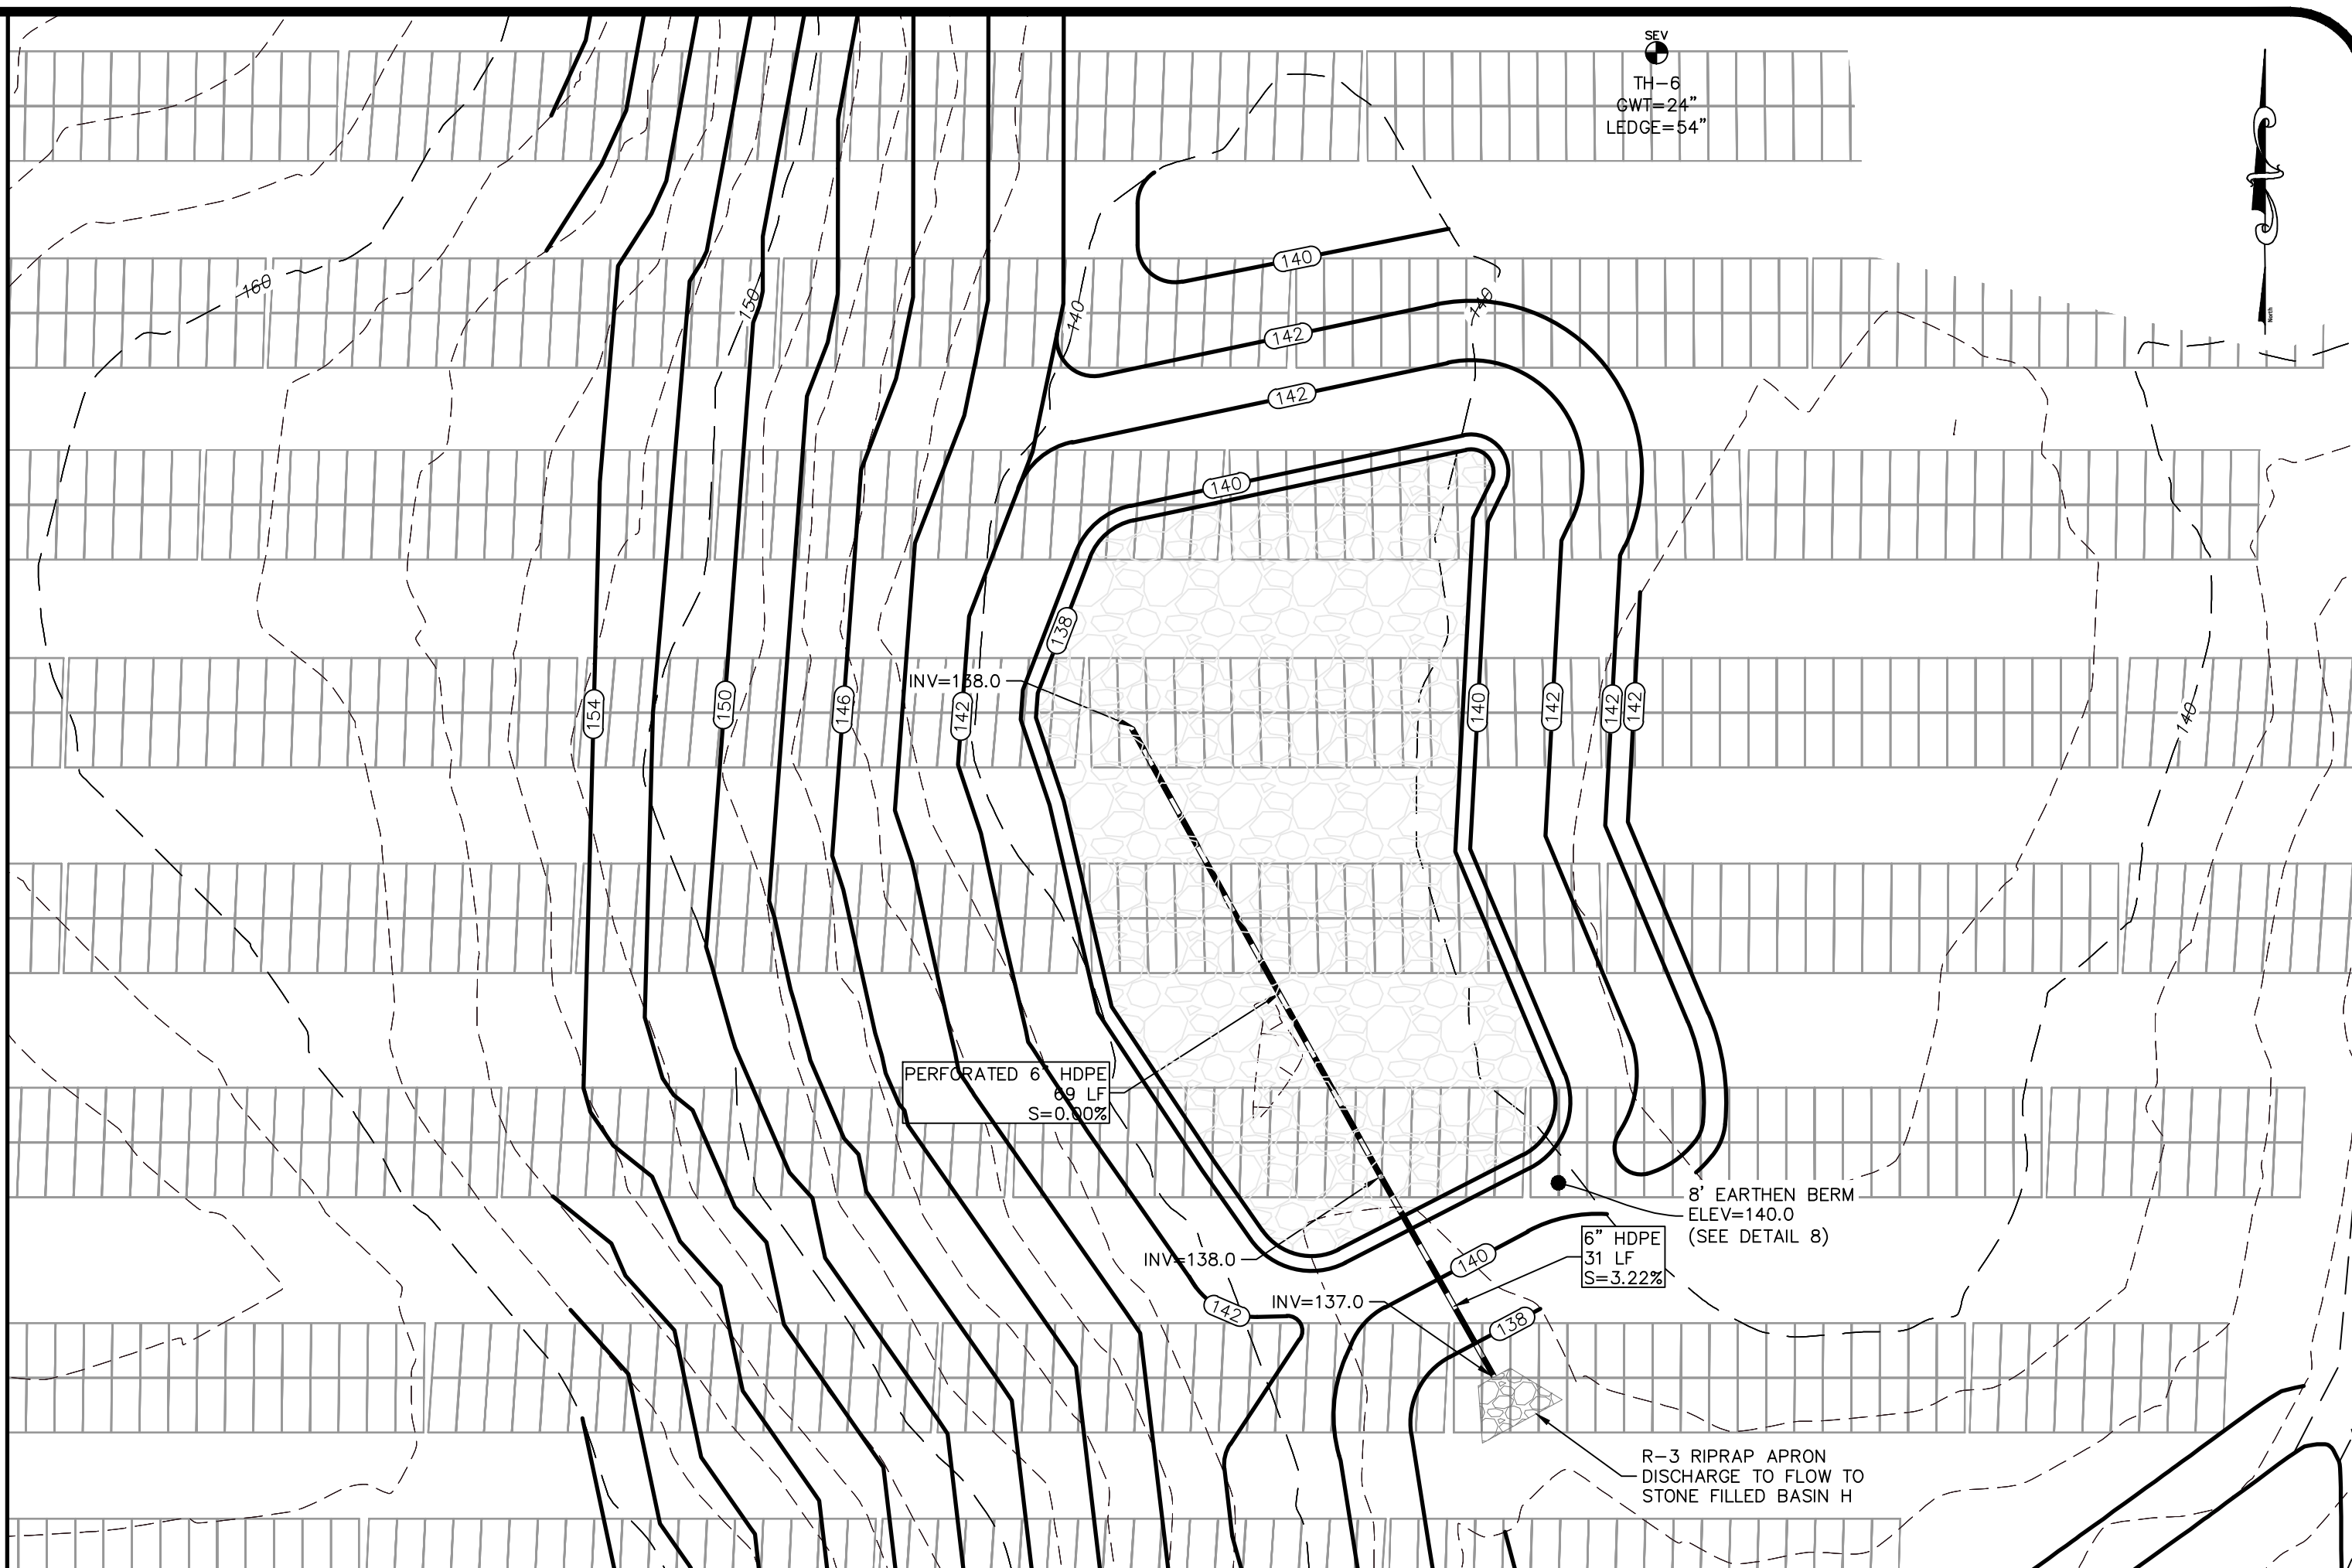 SEV
TH-6
GWT=24"
LEDGE=54"
North
160
150
140
140
140
142
142
140
138
INV=138.0
154
150
146
142
140
142
142
142
140
PERFORATED 6" HDPE
69 LF
S=0.00%
8' EARTHEN BERM
ELEV=140.0
(SEE DETAIL 8)
6" HDPE
31 LF
S=3.22%
INV=138.0
140
INV=137.0
142
138
R-3 RIPRAP APRON
DISCHARGE TO FLOW TO
STONE FILLED BASIN H